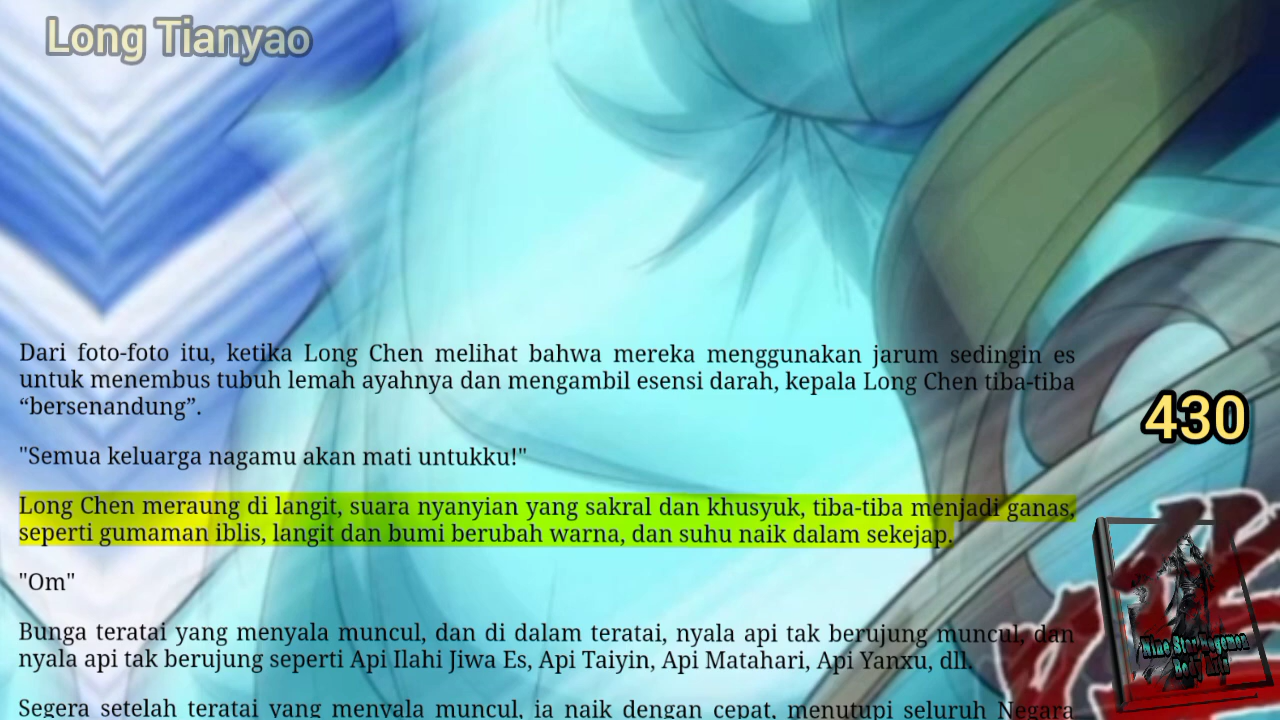 Long Tianyao
Dari foto-foto itu, ketika Long Chen melihat bahwa mereka menggunakan jarum sedingin es
untuk menembus tubuh lemah ayahnya dan mengambil esensi darah, kepala Long Chen tiba-tiba
“bersenandung”.
"Semua keluarga nagamu akan mati untukku!"
Long Chen meraung di langit, suara nyanyian yang sakral dan khusyuk, tiba-tiba menjadi ganas,
seperti gumaman iblis, langit dan bumi berubah warna, dan suhu naik dalam sekejap.
"Om"
Bunga teratai yang menyala muncul, dan di dalam teratai, nyala api tak berujung muncul, dan
nyala api tak berujung seperti Api Ilahi Jiwa Es, Api Taiyin, Api Matahari, Api Yanxu, dll.
Segera setelah teratai yang menyala muncul, ia naik dengan cepat, menutupi seluruh Negara
430
Nine Star Hegemon
Body Arts